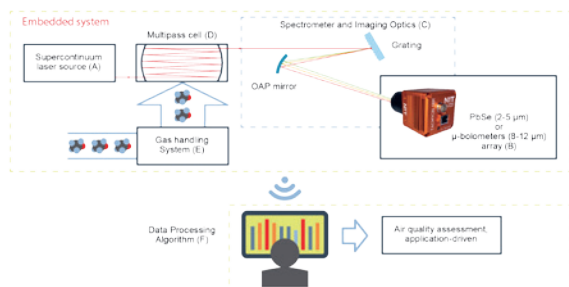 Embedded system
Multipass cell (D)
Spectrometer and Imaging Optics (C)
Supercontinuum
laser source (A)
Grating
OAP mirror
PbSe (2-5 µm)
or
µ-bolometers (8-12 µm)
array (B)
Gas handling
System (E)
Data Processing
Algorithm (F)
Air quality assessment,
application-driven